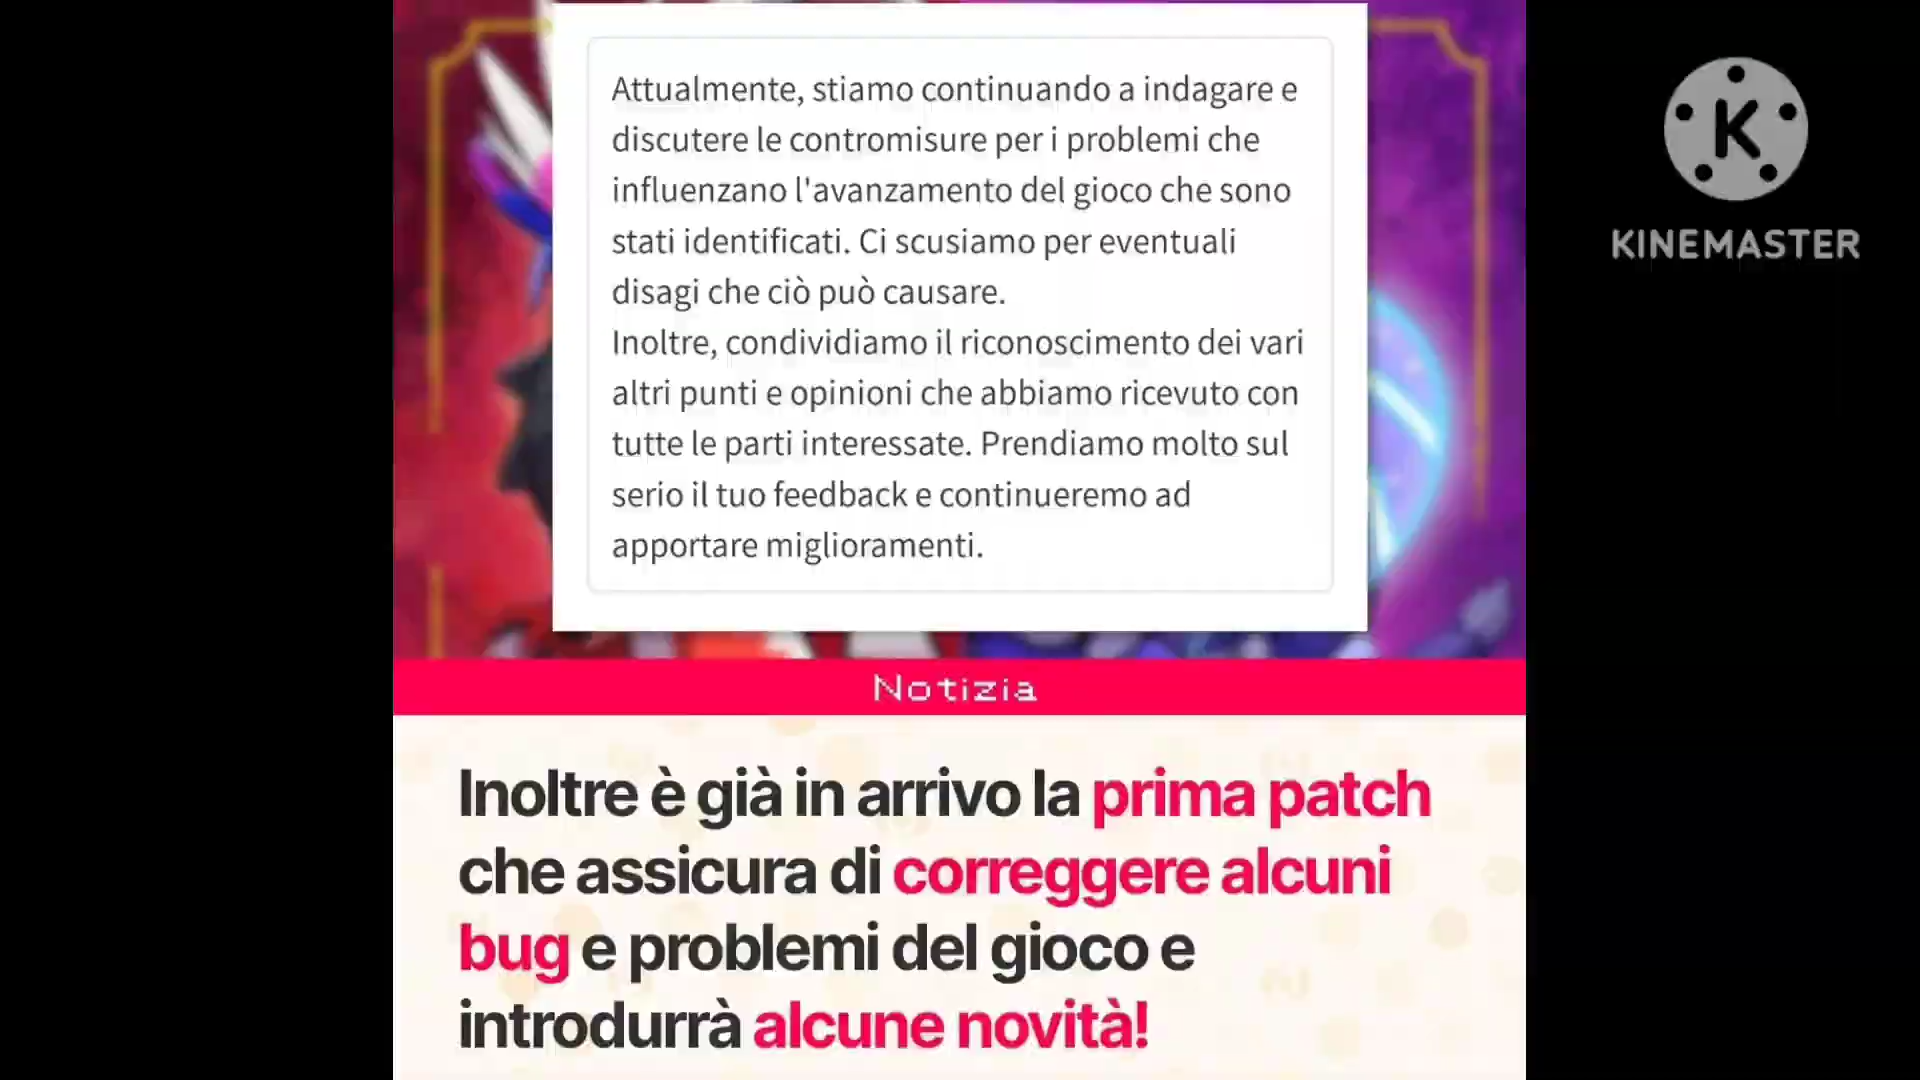 Attualmente, stiamo continuando a indagare e
discutere le contromisure per i problemi che
influenzano l'avanzamento del gioco che sono
stati identificati. Ci scusiamo per eventuali
disagi che ciò può causare.
Inoltre, condividiamo il riconoscimento dei vari
altri punti e opinioni che abbiamo ricevuto con
tutte le parti interessate. Prendiamo molto sul
serio il tuo feedback e continueremo ad
apportare miglioramenti.
K
KINEMASTER
Notizia
Inoltre è già in arrivo la prima patch
che assicura di correggere alcuni
bug e problemi del gioco e
introdurrà alcune novità!